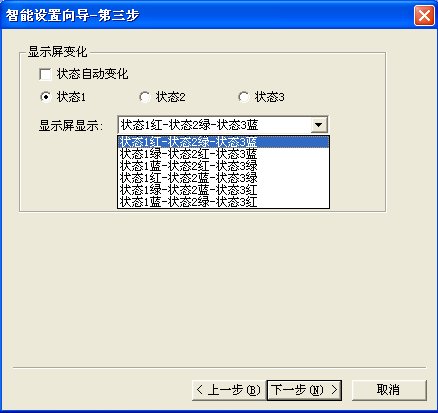 智能设置向导-第三步
显示屏变化
状态自动变化
状态1 状态2 状态3
显示屏显示: 状态1红-状态2绿-状态3蓝
状态1红-状态2绿-状态3蓝
状态1绿-状态2红-状态3蓝
状态1蓝-状态2红-状态3绿
状态1红-状态2蓝-状态3绿
状态1绿-状态2蓝-状态3红
状态1蓝-状态2绿-状态3红
< 上一步(B) 下一步(N) > 取消